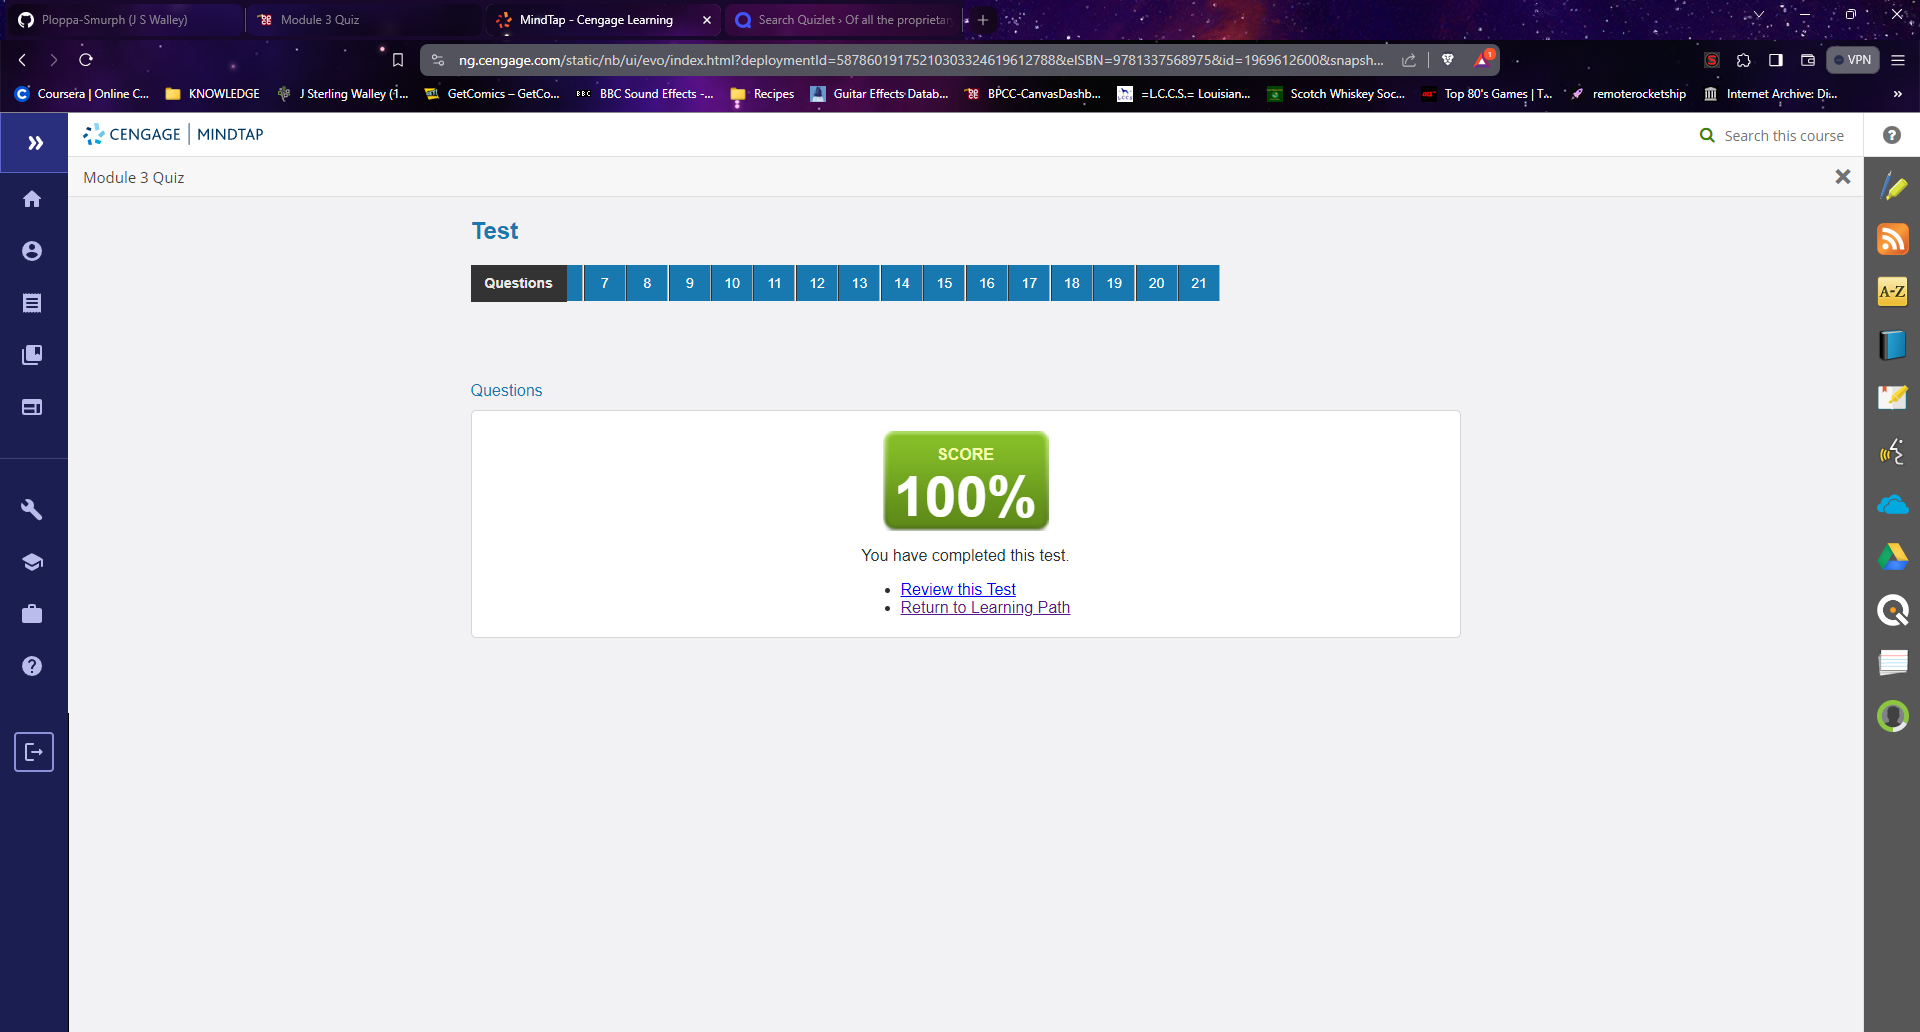 Ploppa-Smurph (J S Walley)
Module 3 Quiz
MindTap - Cengage Learning
Search Quizlet › Of all the proprietar
ng.cengage.com/static/nb/ui/evo/index.html?deploymentId=5878601917521030332461961278​8&eISBN=9781337568975&id=1969612600&snapsh...
1
VPN
Coursera | Online C...
KNOWLEDGE
J Sterling Walley (1...
GetComics – GetCo...
BBC
BBC Sound Effects -...
Recipes
Guitar Effects Datab...
BPCC-CanvasDashb...
=L.C.C.S.= Louisian...
Scotch Whiskey Soc...
Top 80's Games | T...
remoterocketship
Internet Archive: Di...
CENGAGE | MINDTAP
Search this course
Module 3 Quiz
Test
Questions 7 8 9 10 11 12 13 14 15 16 17 18 19 20 21
A-Z
Questions
SCORE
100%
You have completed this test.
Review this Test
Return to Learning Path